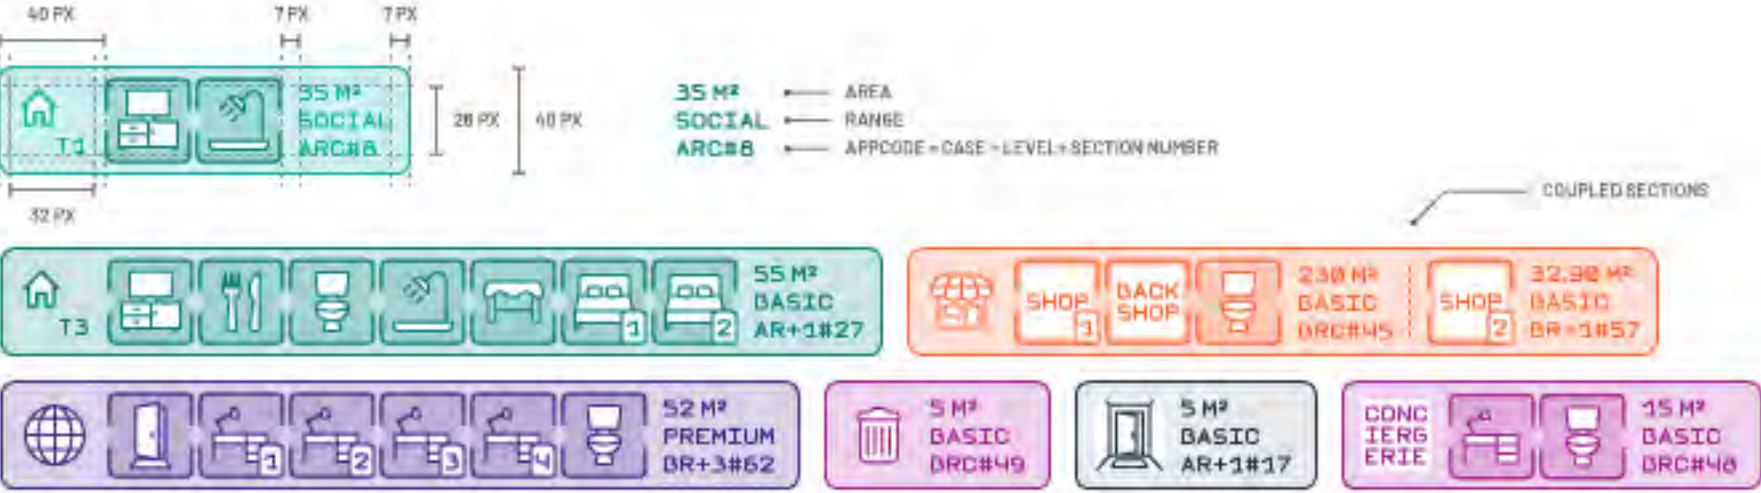 40 PX
7 PX
7 PX
T1
35 M²
SOCIAL
ARC#8
28 PX
40 PX
32 PX
35 M²
AREA
SOCIAL
RANGE
ARC#8
APPCODE + CASE + LEVEL + SECTION NUMBER
COUPLED SECTIONS
T3
1
2
55 M²
BASIC
AR+1#27
SHOP
1
BACK
SHOP
230 M²
BASIC
BRC#45
SHOP
2
32,90 M²
BASIC
BR+1#57
1
2
3
4
52 M²
PREMIUM
BR+3#62
5 M²
BASIC
BRC#49
5 M²
BASIC
AR+1#17
CONC
IERG
ERIE
15 M²
BASIC
BRC#48